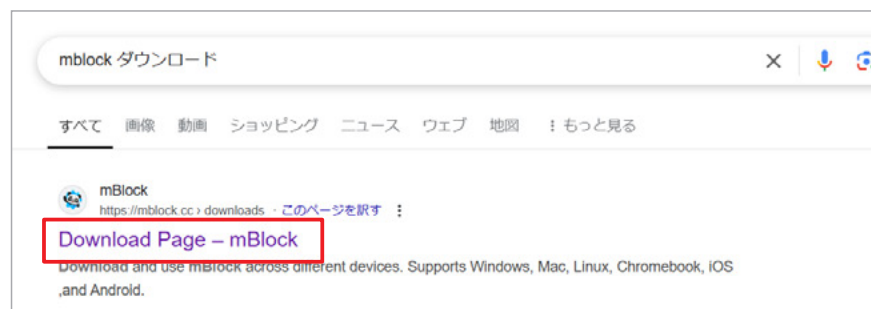 mblock ダウンロード
すべて 画像 動画 ショッピング ニュース ウェブ 地図 ⋮ もっと見る
mBlock
https://mblock.cc › downloads · このページを訳す ⋮
Download Page – mBlock
Download and use mBlock across different devices. Supports Windows, Mac, Linux, Chromebook, iOS
,and Android.